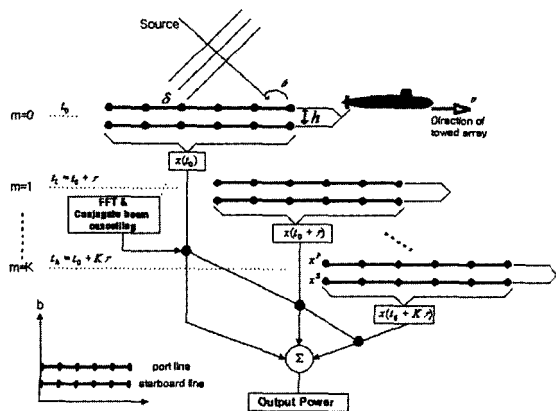 Source
θ
v
m=0
t₀
δ
h
Direction of
towed array
x(t₀)
m=1
t₁ = t₀ + r
FFT &
Conjugate beam
cancelling
x(t₀ + r)
m=K
t_K = t₀ + K r
x^P
x^S
x(t₀ + K r)
b
port line
starboard line
Σ
Output Power